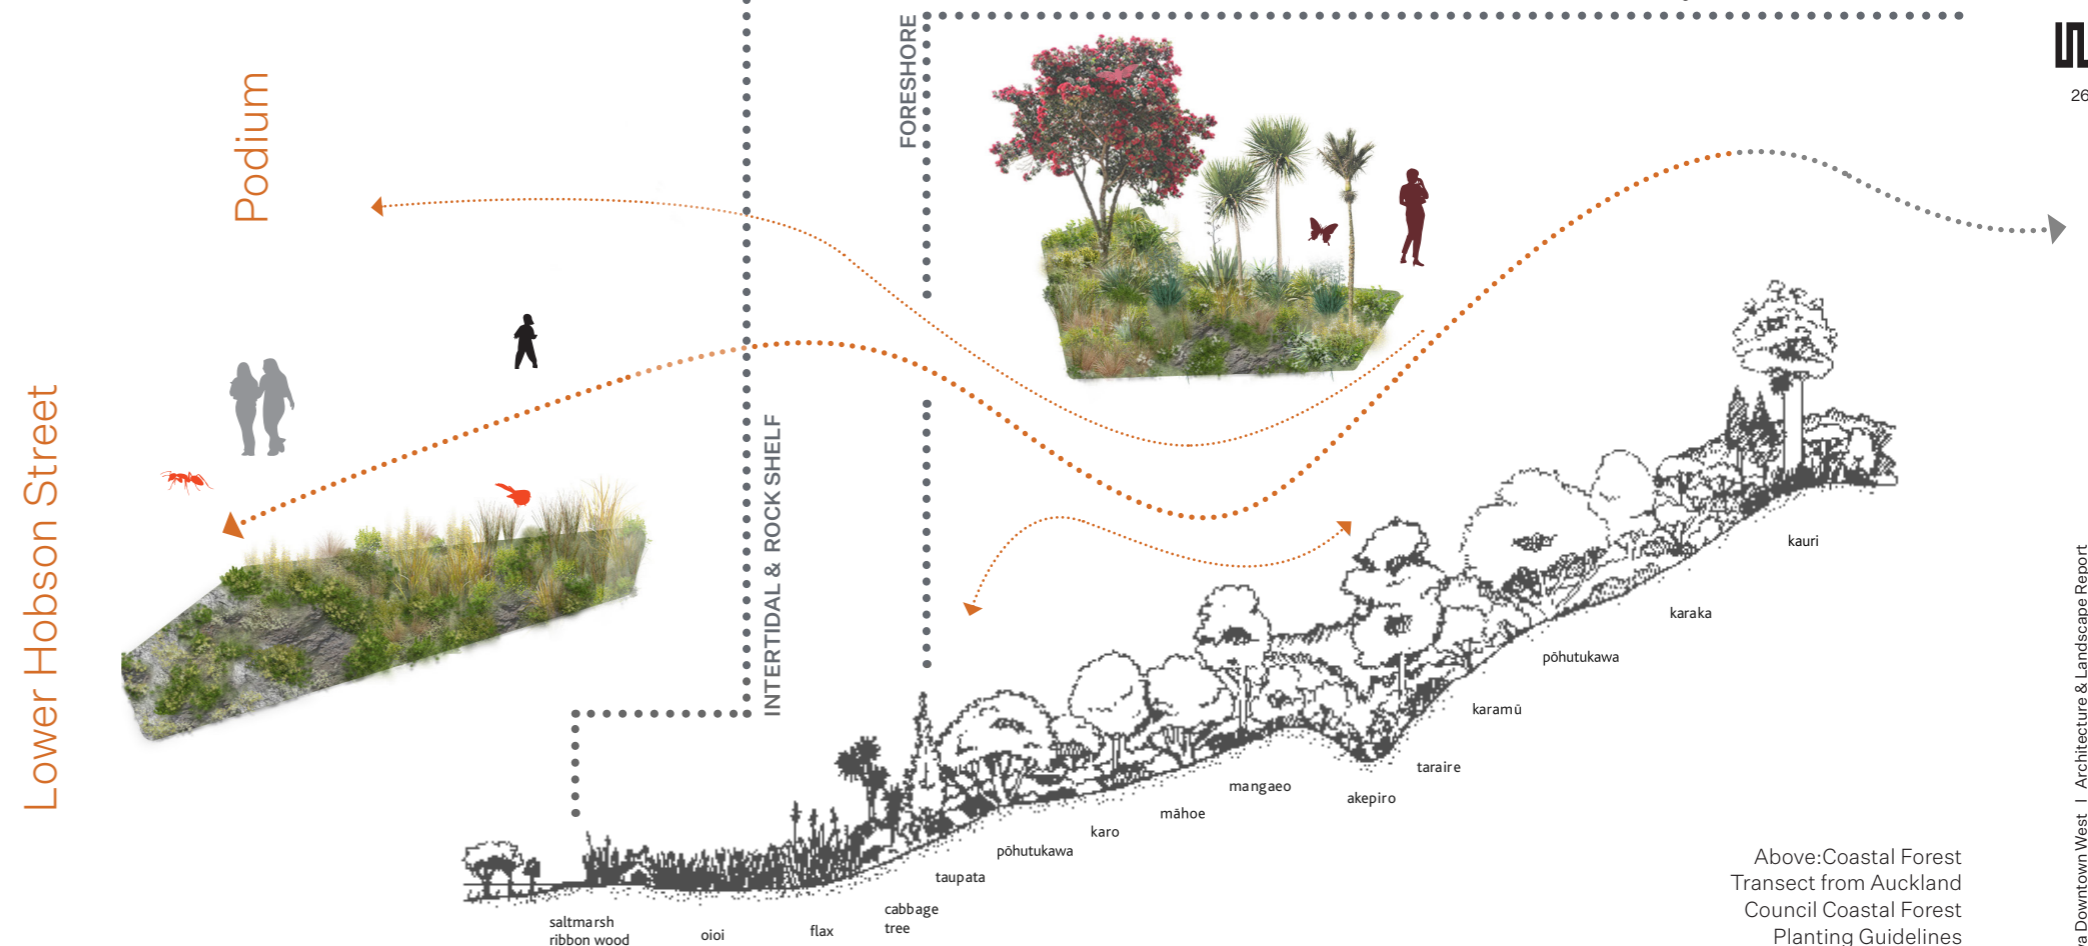 Podium
Lower Hobson Street
FORESHORE
INTERTIDAL & ROCK SHELF
26
kauri
karaka
pōhutukawa
karamū
taraire
akepiro
mangaeo
māhoe
karo
pōhutukawa
taupata
cabbage
tree
flax
oioi
saltmarsh
ribbon wood
Above:Coastal Forest
Transect from Auckland
Council Coastal Forest
Planting Guidelines
Downtown West I Architecture & Landscape Report